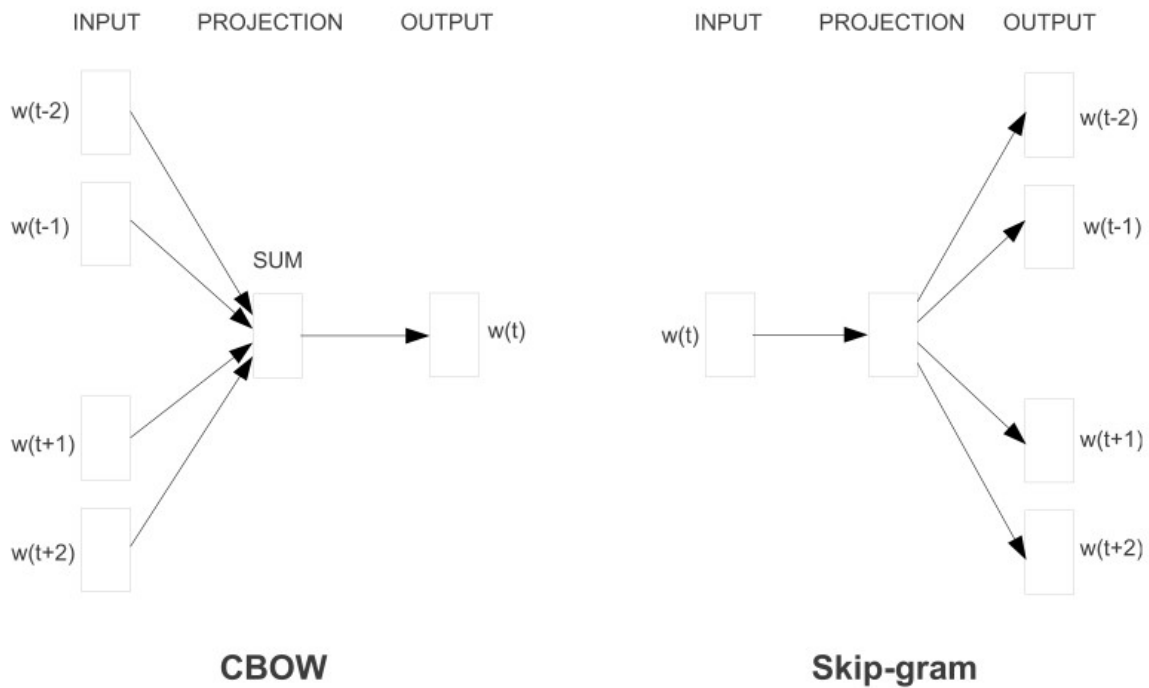 INPUT PROJECTION OUTPUT
w(t-2)
w(t-1)
SUM
w(t)
w(t+1)
w(t+2)
CBOW
INPUT PROJECTION OUTPUT
w(t-2)
w(t-1)
w(t)
w(t+1)
w(t+2)
Skip-gram